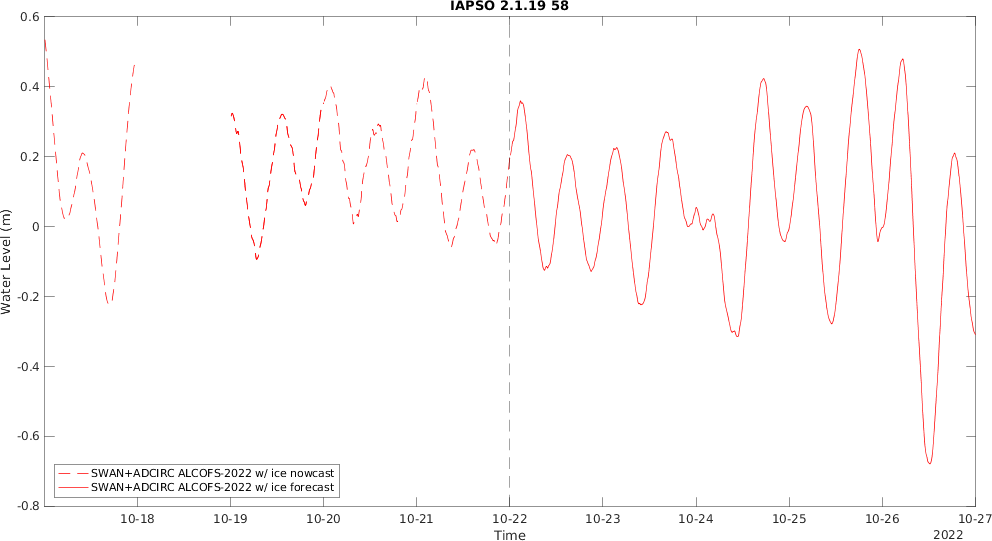 IAPSO 2.1.19 58
0.6
0.4
0.2
0
-0.2
-0.4
-0.6
-0.8
Water Level (m)
SWAN+ADCIRC ALCOFS-2022 w/ ice nowcast
SWAN+ADCIRC ALCOFS-2022 w/ ice forecast
10-18 10-19 10-20 10-21 10-22 10-23 10-24 10-25 10-26 10-27
Time
2022